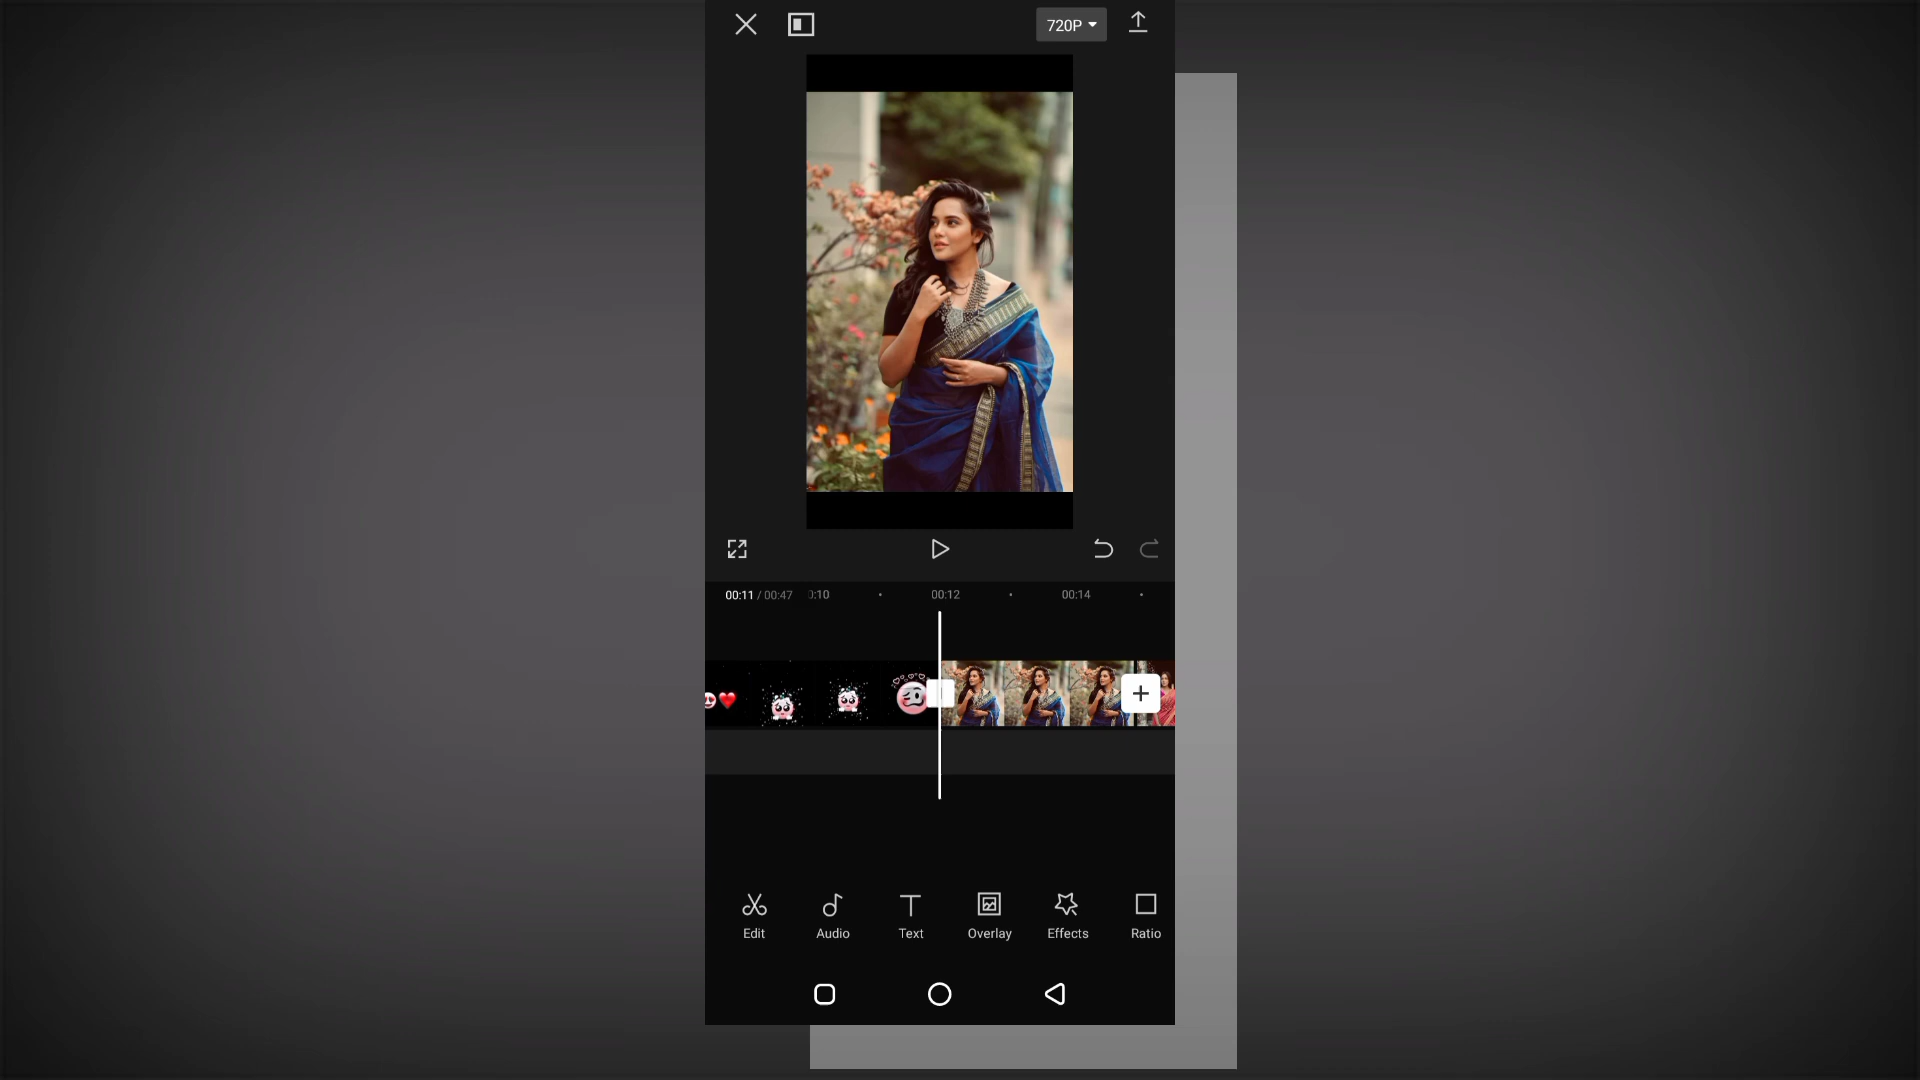 720P
00:11 / 00:47
0:10
00:12
00:14
Edit
Audio
Text
Overlay
Effects
Ratio